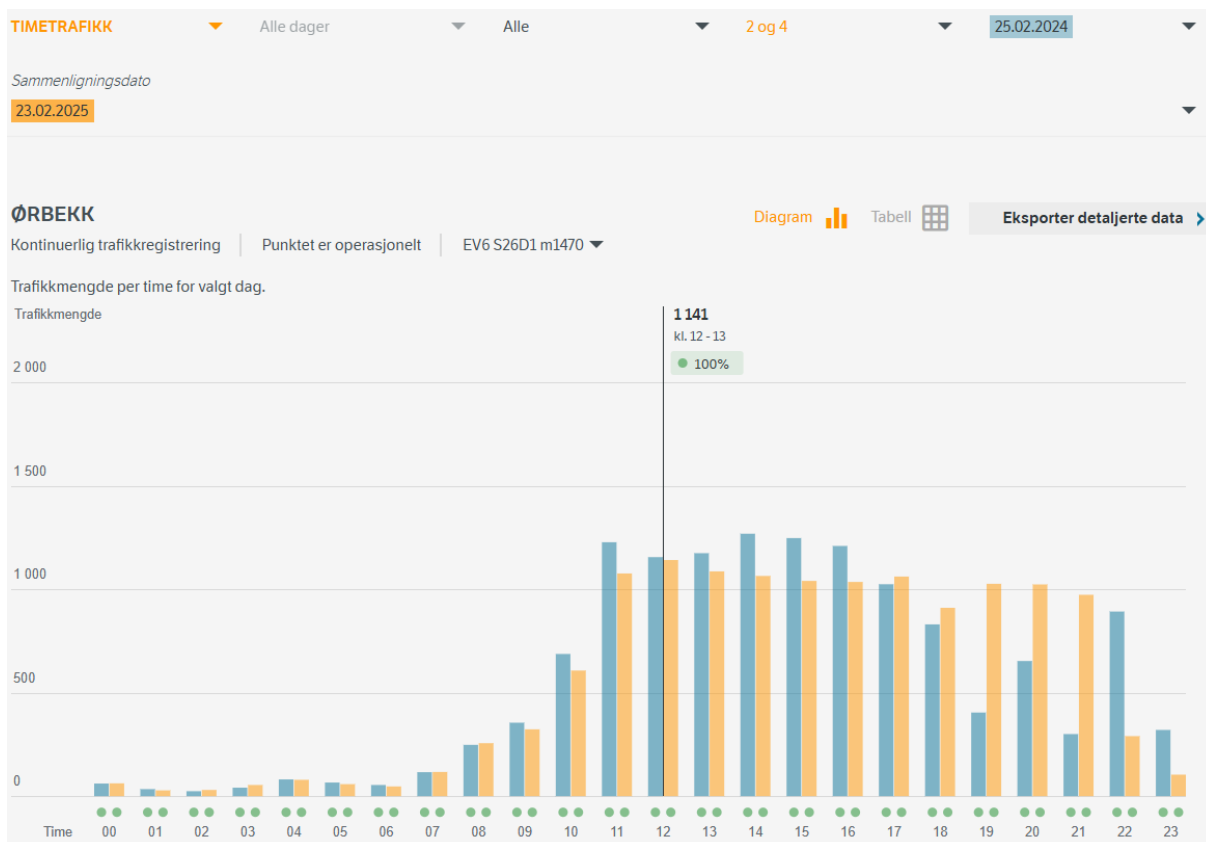 TIMETRAFIKK Alle dager Alle 2 og 4 25.02.2024
Sammenligningsdato
23.02.2025
ØRBEKK Diagram Tabell Eksporter detaljerte data
Kontinuerlig trafikkregistrering Punktet er operasjonelt EV6 S26D1 m1470
Trafikkmengde per time for valgt dag.
Trafikkmengde 1 141
kl. 12 - 13
100%
2 000
1 500
1 000
500
0
Time 00 01 02 03 04 05 06 07 08 09 10 11 12 13 14 15 16 17 18 19 20 21 22 23